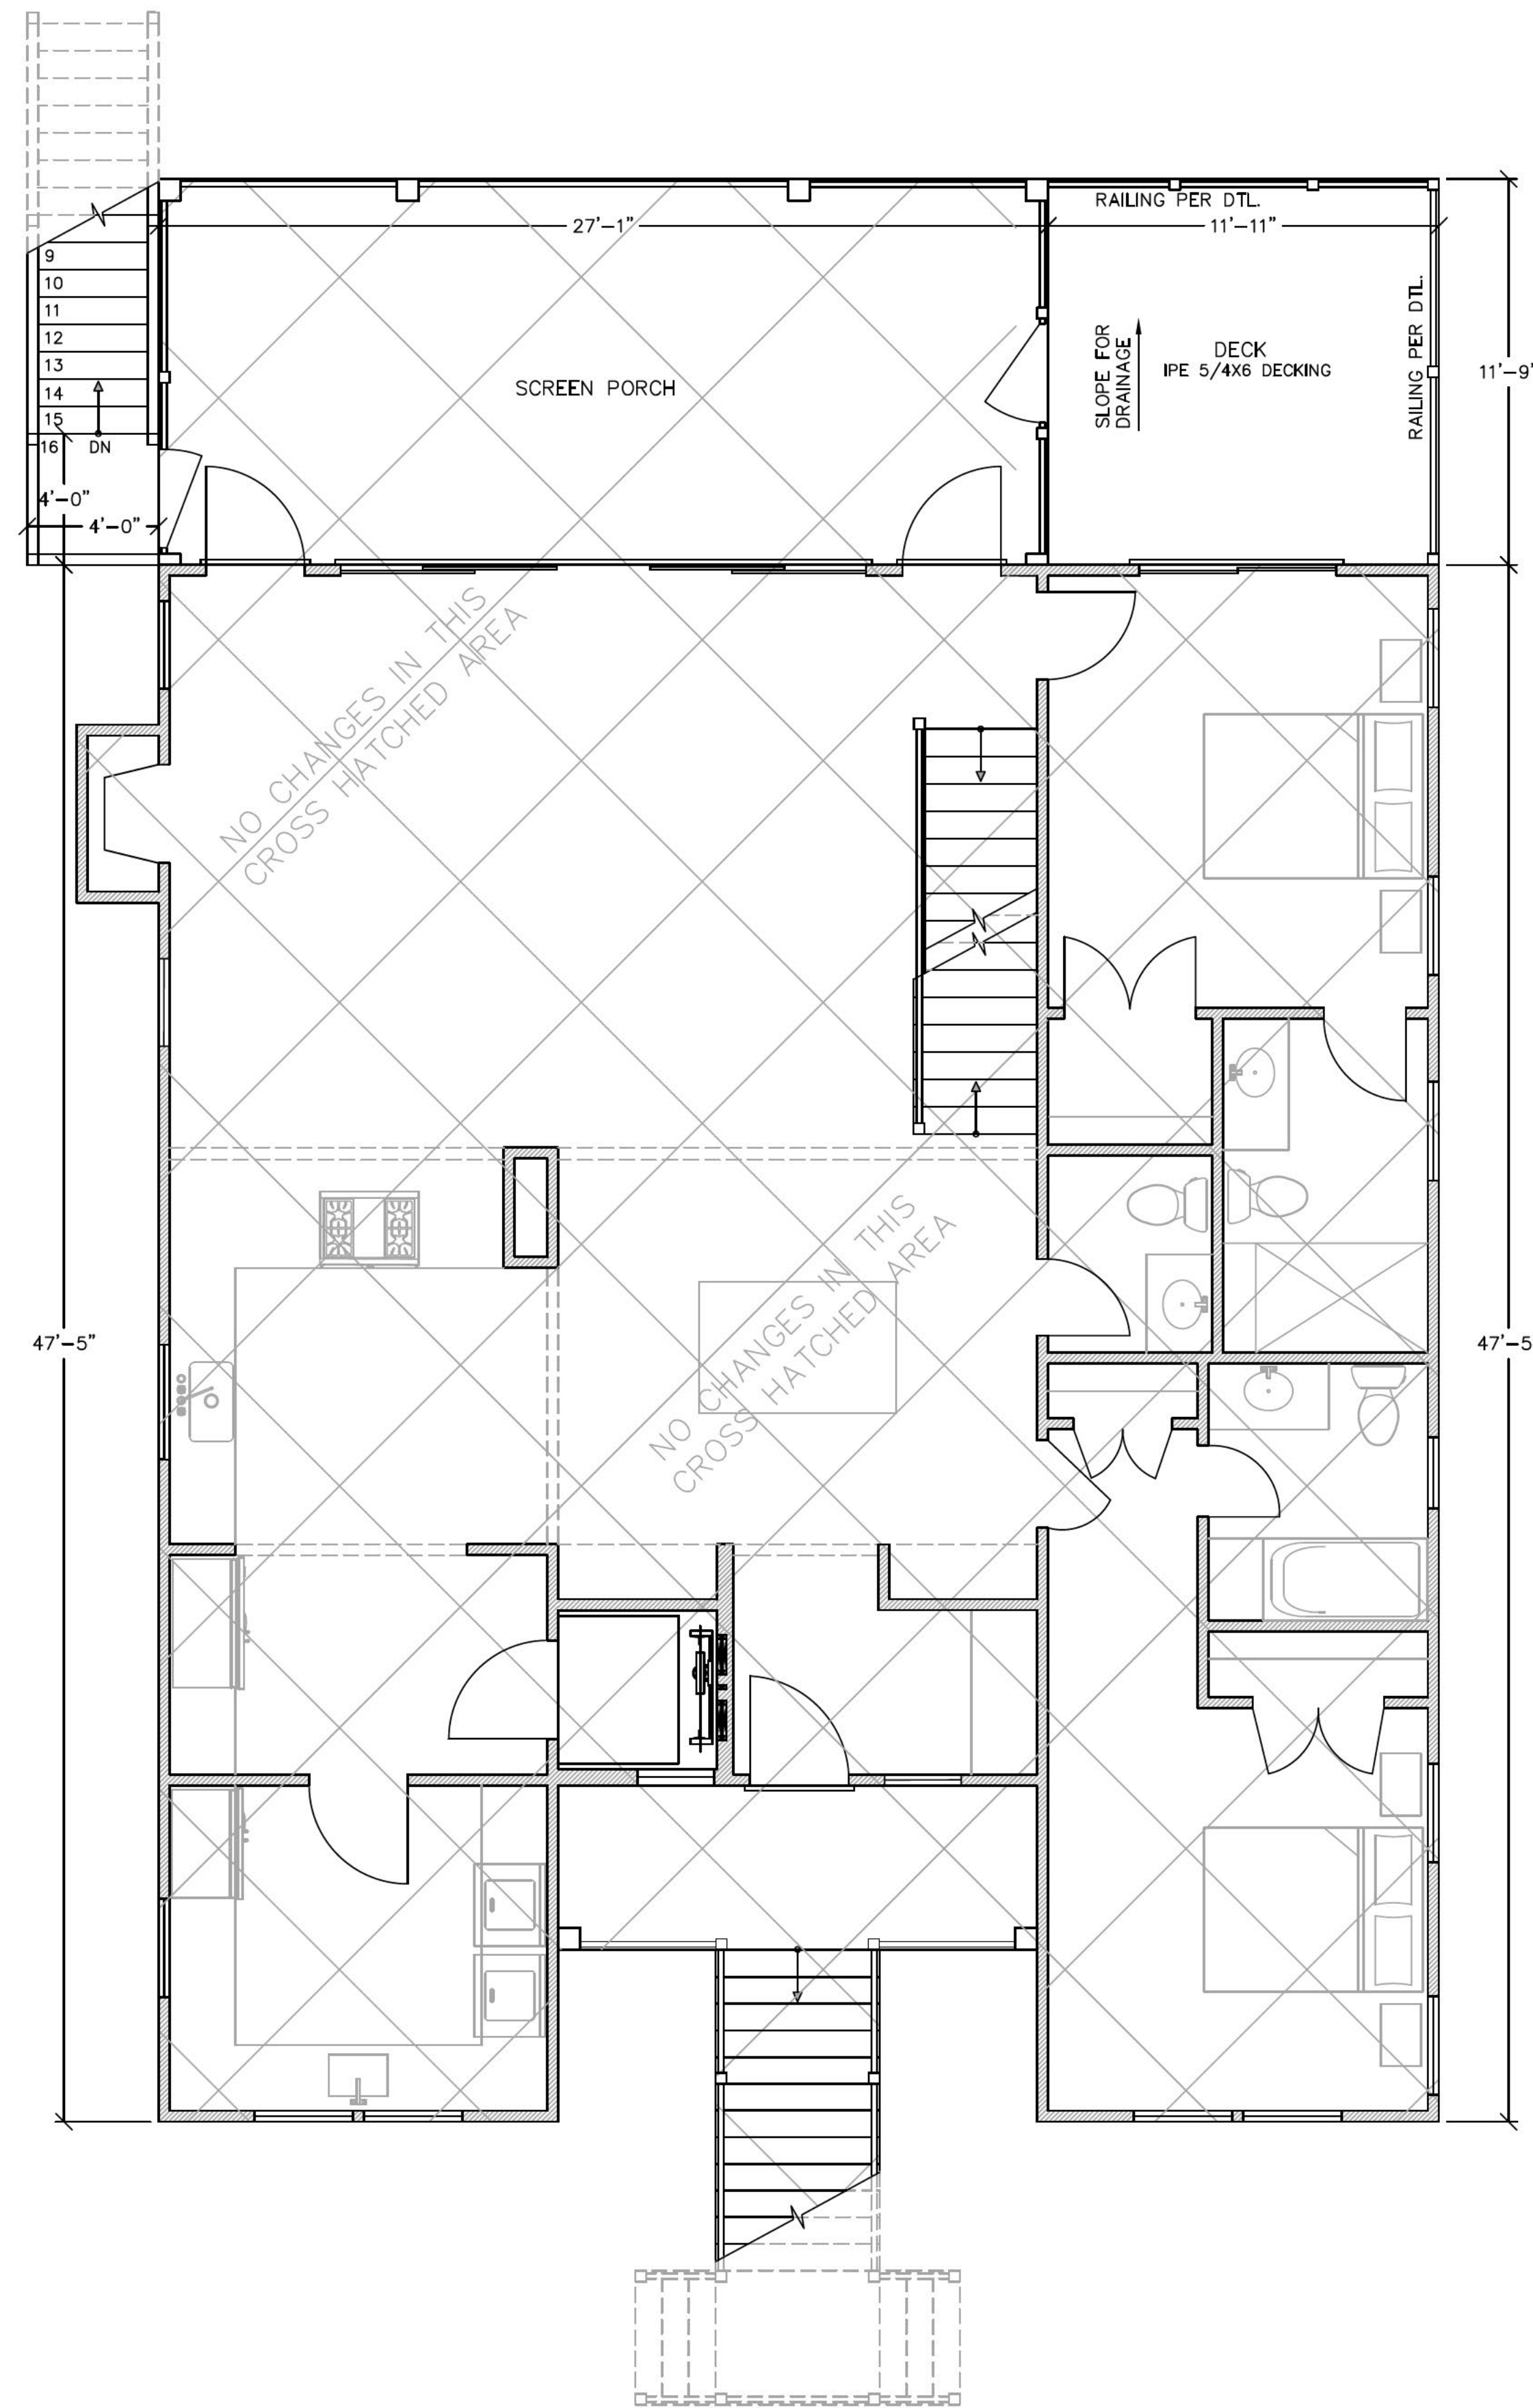 RAILING PER DTL.
27'-1"
11'-11"
9
10
11
12
13
14
15
16
DN
SCREEN PORCH
SLOPE FOR
DRAINAGE
DECK
IPE 5/4X6 DECKING
RAILING PER DTL.
11'-9'
4'-0"
4'-0"
NO CHANGES IN THIS
CROSS HATCHED AREA
NO CHANGES IN THIS
CROSS HATCHED AREA
47'-5"
47'-5